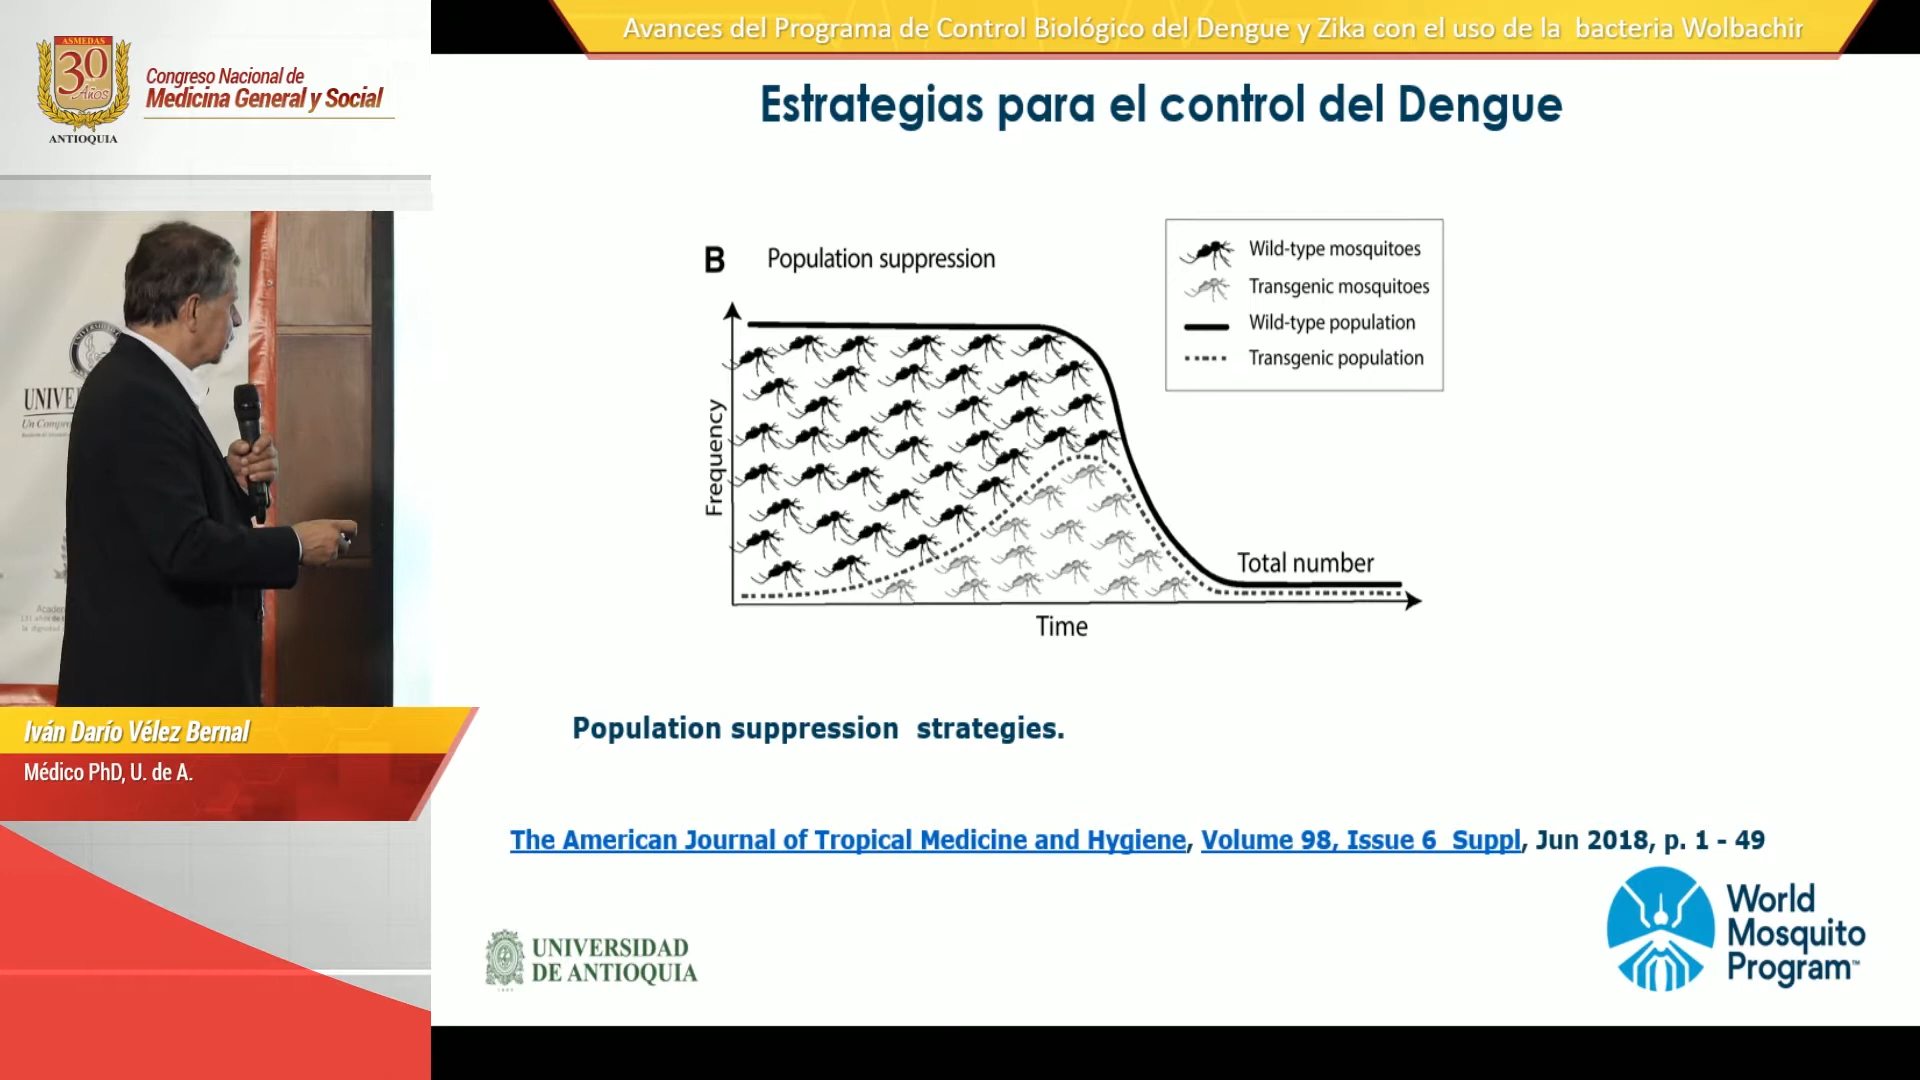 Avances del Programa de Control Biológico del Dengue y Zika con el uso de la bacteria Wolbachir
ASMEDAS
30
Años
ANTIOQUIA
Congreso Nacional de
Medicina General y Social
Estrategias para el control del Dengue
B Population suppression
Wild-type mosquitoes
Transgenic mosquitoes
Wild-type population
Transgenic population
Frequency
Total number
Time
UNIVE
Un Compro
Iván Darío Vélez Bernal
Médico PhD, U. de A.
Population suppression strategies.
The American Journal of Tropical Medicine and Hygiene, Volume 98, Issue 6 Suppl, Jun 2018, p. 1 - 49
UNIVERSIDAD
DE ANTIOQUIA
World
Mosquito
Program™